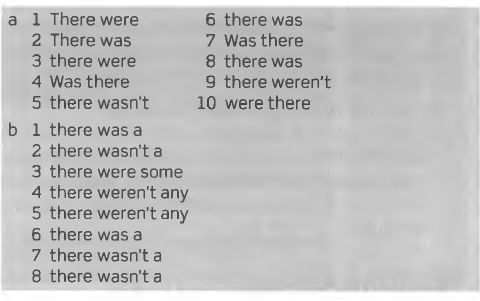 a 1 There were
2 There was
3 there were
4 Was there
5 there wasn't
6 there was
7 Was there
8 there was
9 there weren't
10 were there
b 1 there was a
2 there wasn't a
3 there were some
4 there weren't any
5 there weren't any
6 there was a
7 there wasn't a
8 there wasn't a